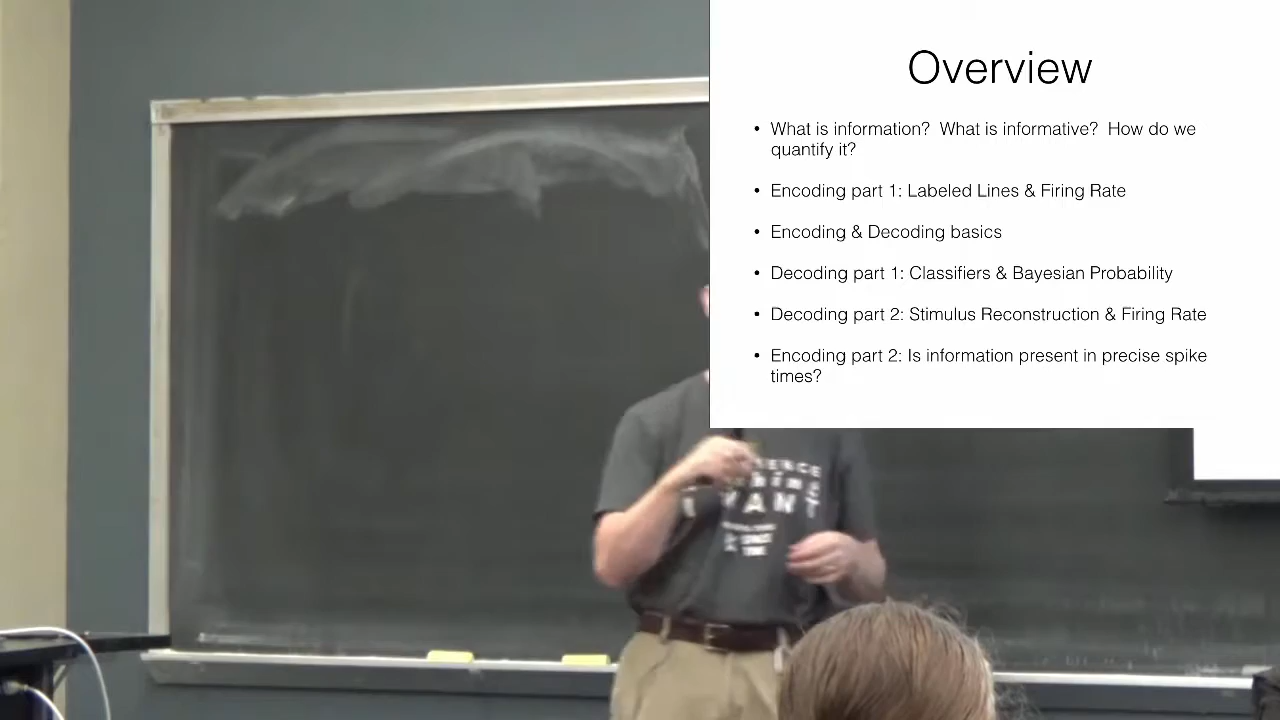 Overview
• What is information?  What is informative?  How do we
quantify it?
• Encoding part 1: Labeled Lines & Firing Rate
• Encoding & Decoding basics
• Decoding part 1: Classifiers & Bayesian Probability
• Decoding part 2: Stimulus Reconstruction & Firing Rate
• Encoding part 2: Is information present in precise spike
times?